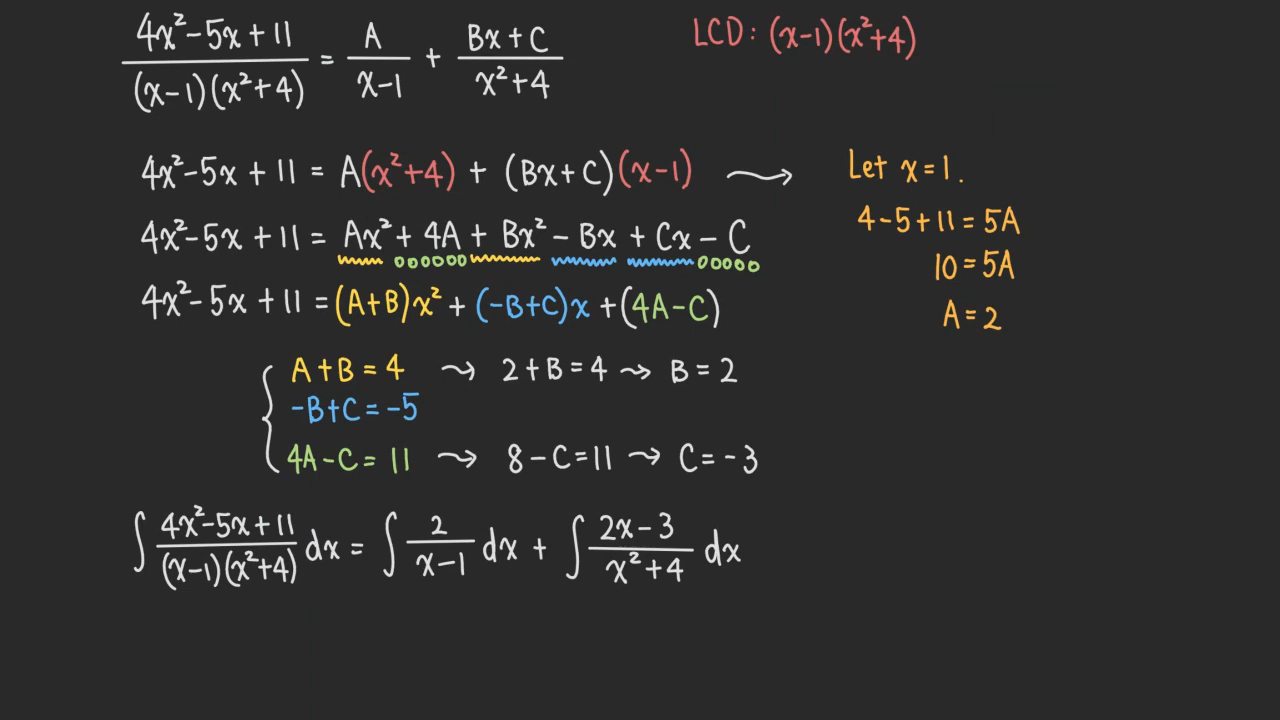 4x²-5x+11 / (x-1)(x²+4) = A / x-1 + Bx+C / x²+4
LCD: (x-1)(x²+4)
4x²-5x+11 = A(x²+4) + (Bx+C)(x-1) →
4x²-5x+11 = Ax²+4A+Bx²-Bx+Cx-C
4x²-5x+11 = (A+B)x²+(-B+C)x+(4A-C)
Let x=1.
4-5+11=5A
10=5A
A=2
{ A+B=4 → 2+B=4 → B=2
-B+C=-5
4A-C=11 → 8-C=11 → C=-3
∫ 4x²-5x+11 / (x-1)(x²+4) dx = ∫ 2 / x-1 dx + ∫ 2x-3 / x²+4 dx